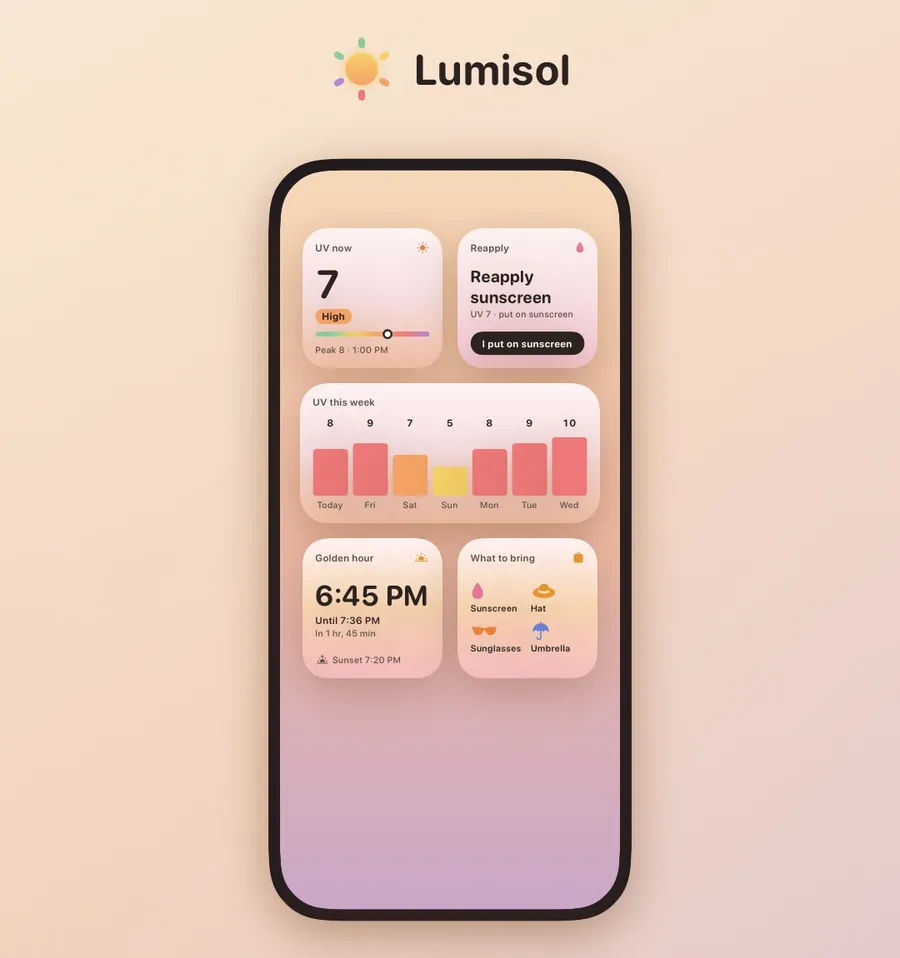 Lumisol
UV now
7
High
Peak 8 · 1:00 PM
Reapply
Reapply
sunscreen
UV 7 · put on sunscreen
I put on sunscreen
UV this week
8 9 7 5 8 9 10
Today Fri Sat Sun Mon Tue Wed
Golden hour
6:45 PM
Until 7:36 PM
In 1 hr, 45 min
Sunset 7:20 PM
What to bring
Sunscreen Hat
Sunglasses Umbrella